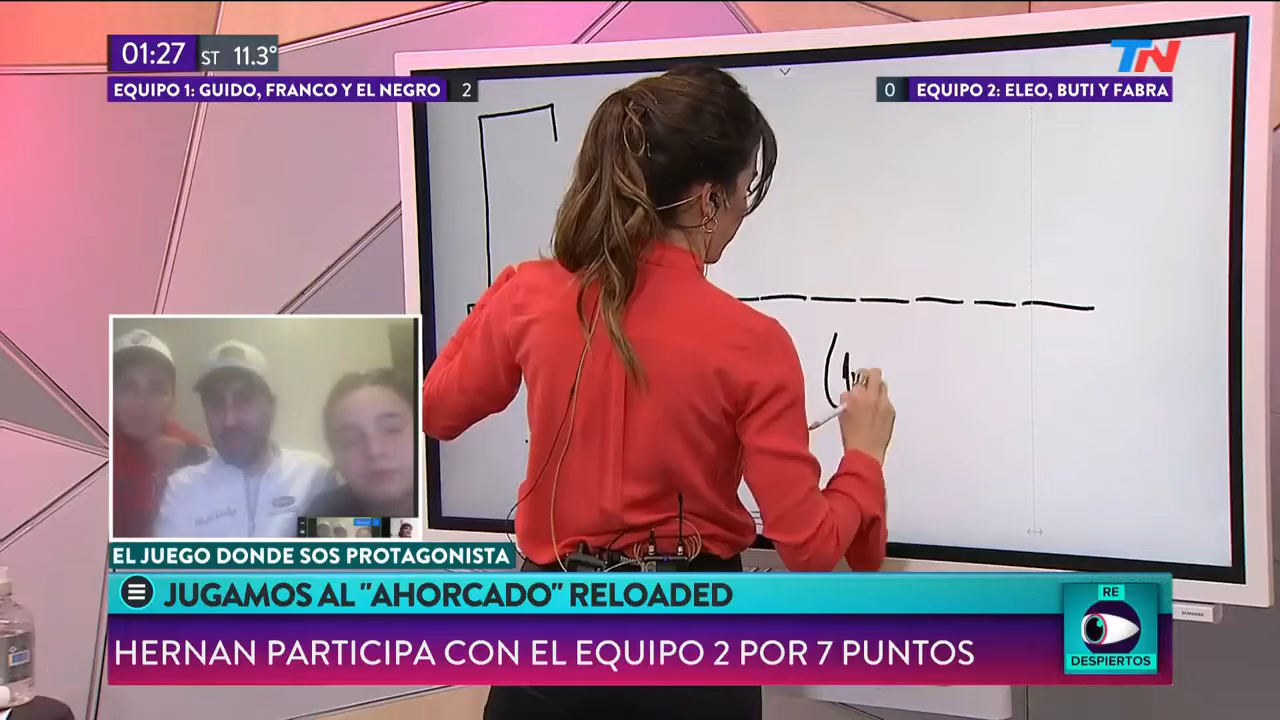 01:27 ST 11.3°
TN
EQUIPO 1: GUIDO, FRANCO Y EL NEGRO 2
0 EQUIPO 2: ELEO, BUTI Y FABRA
EL JUEGO DONDE SOS PROTAGONISTA
JUGAMOS AL "AHORCADO" RELOADED
HERNAN PARTICIPA CON EL EQUIPO 2 POR 7 PUNTOS
RE
DESPIERTOS
SAMSUNG